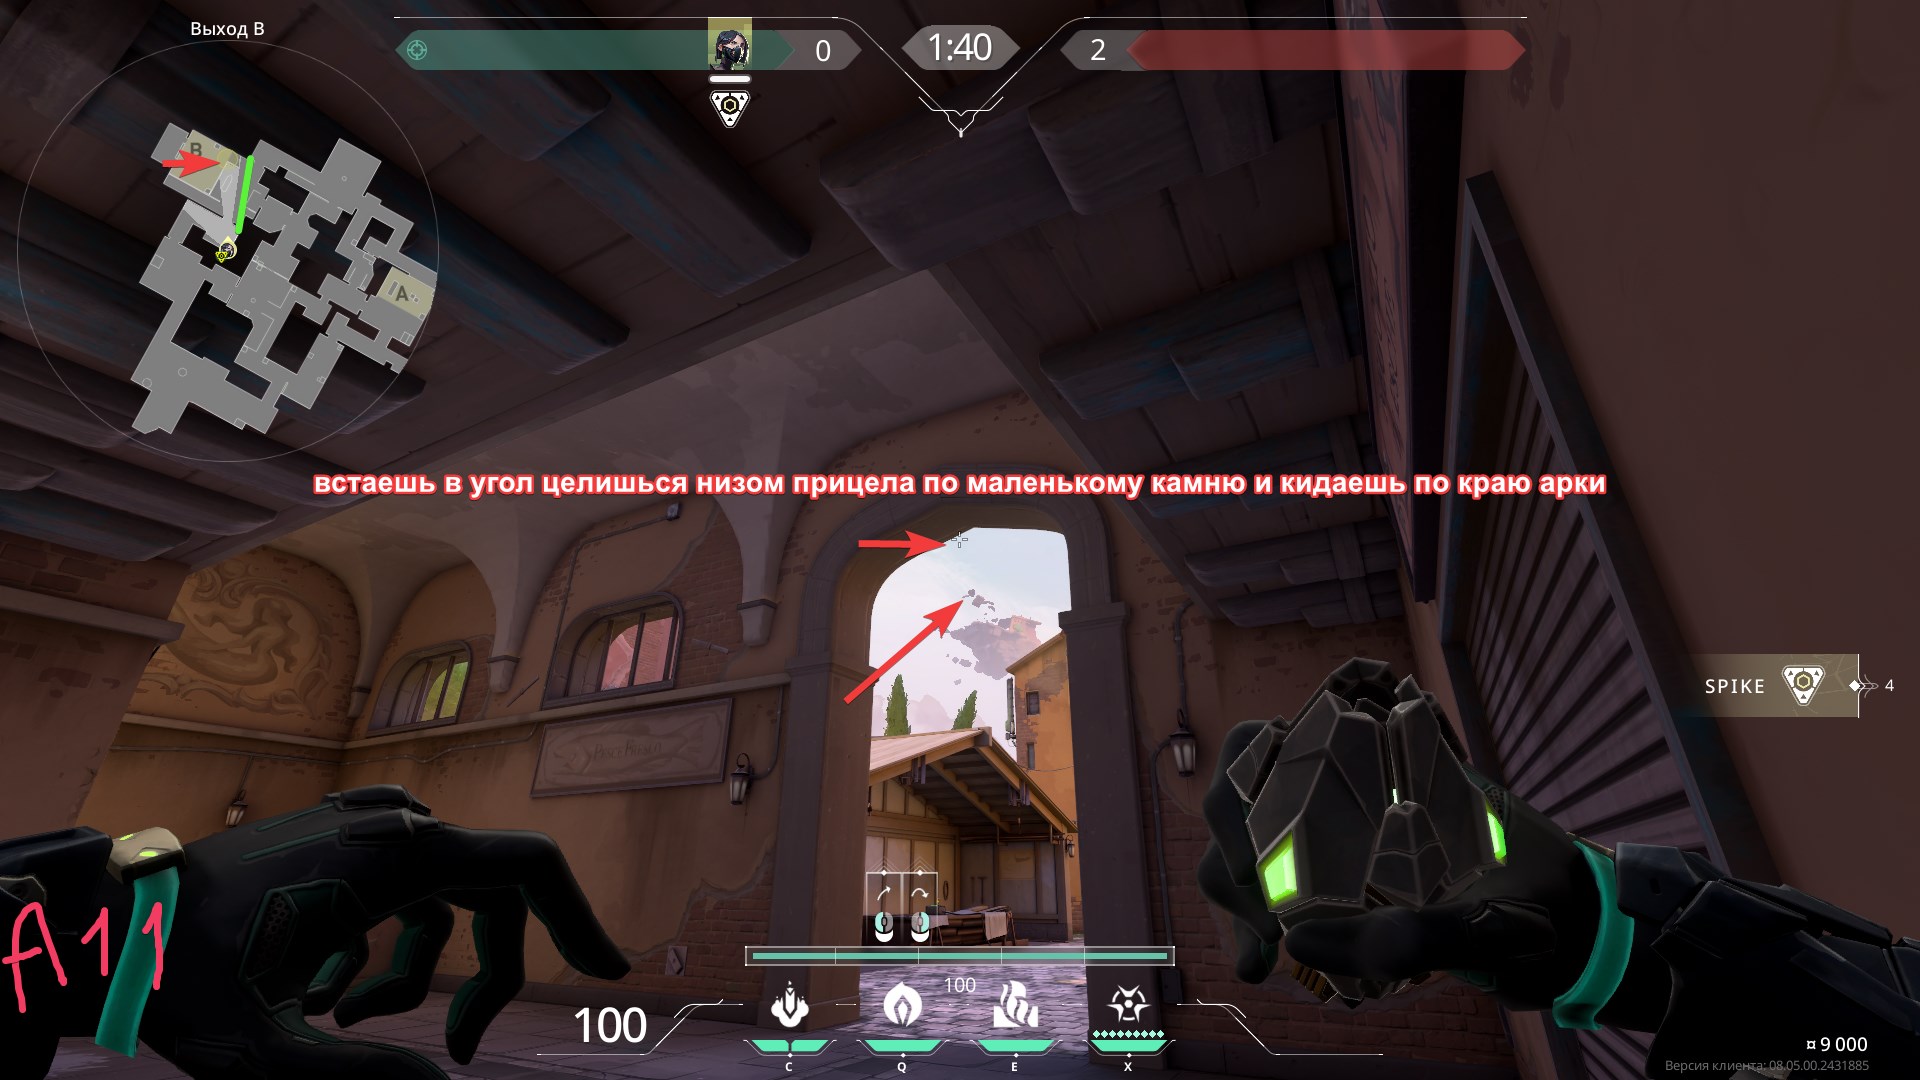 Выход B
0
1:40
2
B
A
встаешь в угол целишься низом прицела по маленькому камню и кидаешь по краю арки
SPIKE
4
A11
100
100
C
Q
E
X
¤ 9 000
Версия клиента: 08.05.00.2431885